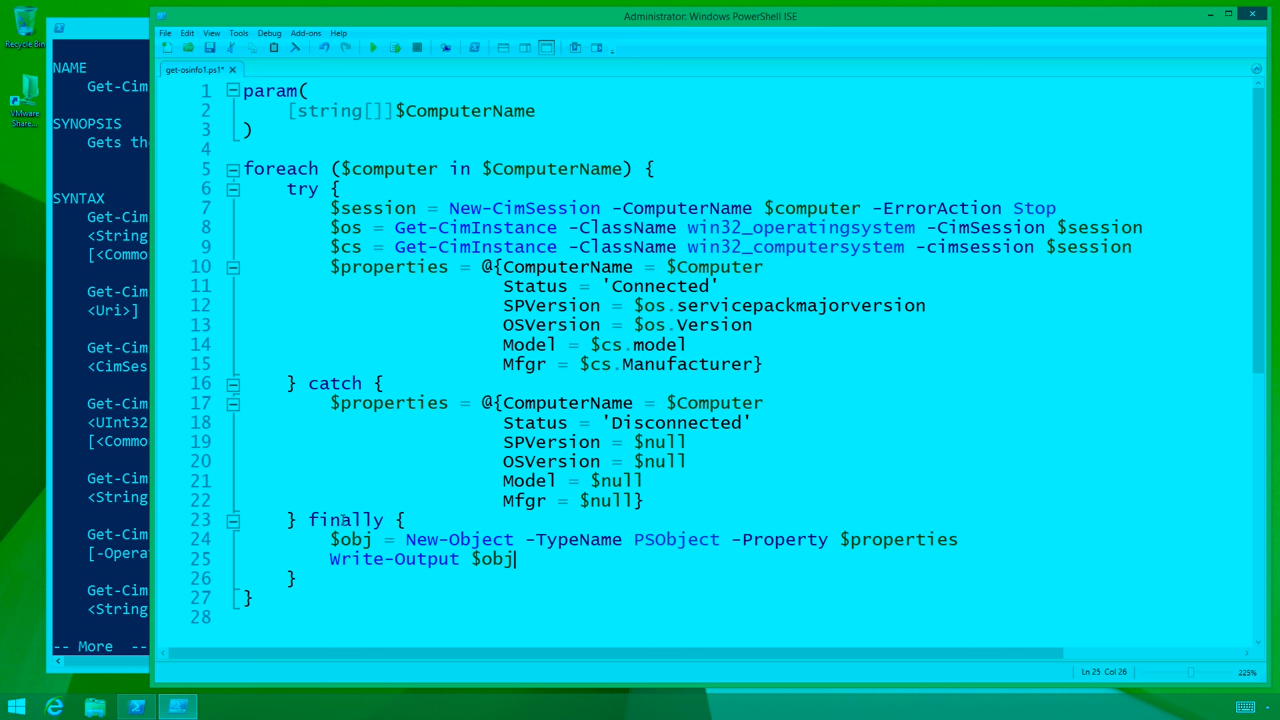 Administrator: Windows PowerShell ISE
File Edit View Tools Debug Add-ons Help
get-osinfo1.ps1*
1 param(
2 [string[]]$ComputerName
3 )
4
5 foreach ($computer in $ComputerName) {
6 try {
7 $session = New-CimSession -ComputerName $computer -ErrorAction Stop
8 $os = Get-CimInstance -ClassName win32_operatingsystem -CimSession $session
9 $cs = Get-CimInstance -ClassName win32_computersystem -cimsession $session
10 $properties = @{ComputerName = $Computer
11 Status = 'Connected'
12 SPVersion = $os.servicepackmajorversion
13 OSVersion = $os.Version
14 Model = $cs.model
15 Mfgr = $cs.Manufacturer}
16 } catch {
17 $properties = @{ComputerName = $Computer
18 Status = 'Disconnected'
19 SPVersion = $null
20 OSVersion = $null
21 Model = $null
22 Mfgr = $null}
23 } finally {
24 $obj = New-Object -TypeName PSObject -Property $properties
25 Write-Output $obj
26 }
27 }
28
Ln 25 Col 26
225%
Recycle Bin
VMware
Share...
NAME
Get-Cim
SYNOPSIS
Gets the
SYNTAX
Get-Cim
<String
[<Commo
Get-Cim
<Uri>]
Get-Cim
<CimSes
Get-Cim
<UInt32
[<Commo
Get-Cim
<String
Get-Cim
[-Opera
Get-Cim
<String
-- More --